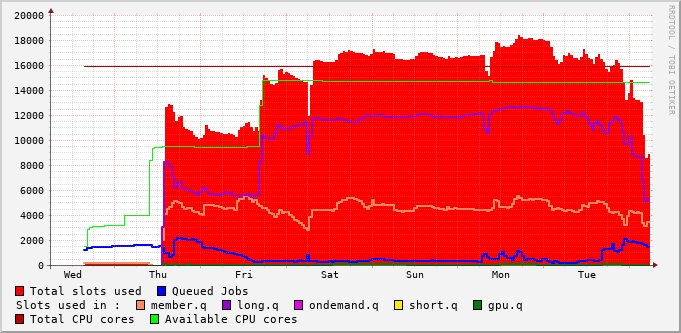 20000
18000
16000
14000
12000
10000
8000
6000
4000
2000
0
Wed Thu Fri Sat Sun Mon Tue
RRDTOOL / TOBI OETIKER
Total slots used Queued Jobs
Slots used in : member.q long.q ondemand.q short.q gpu.q
Total CPU cores Available CPU cores